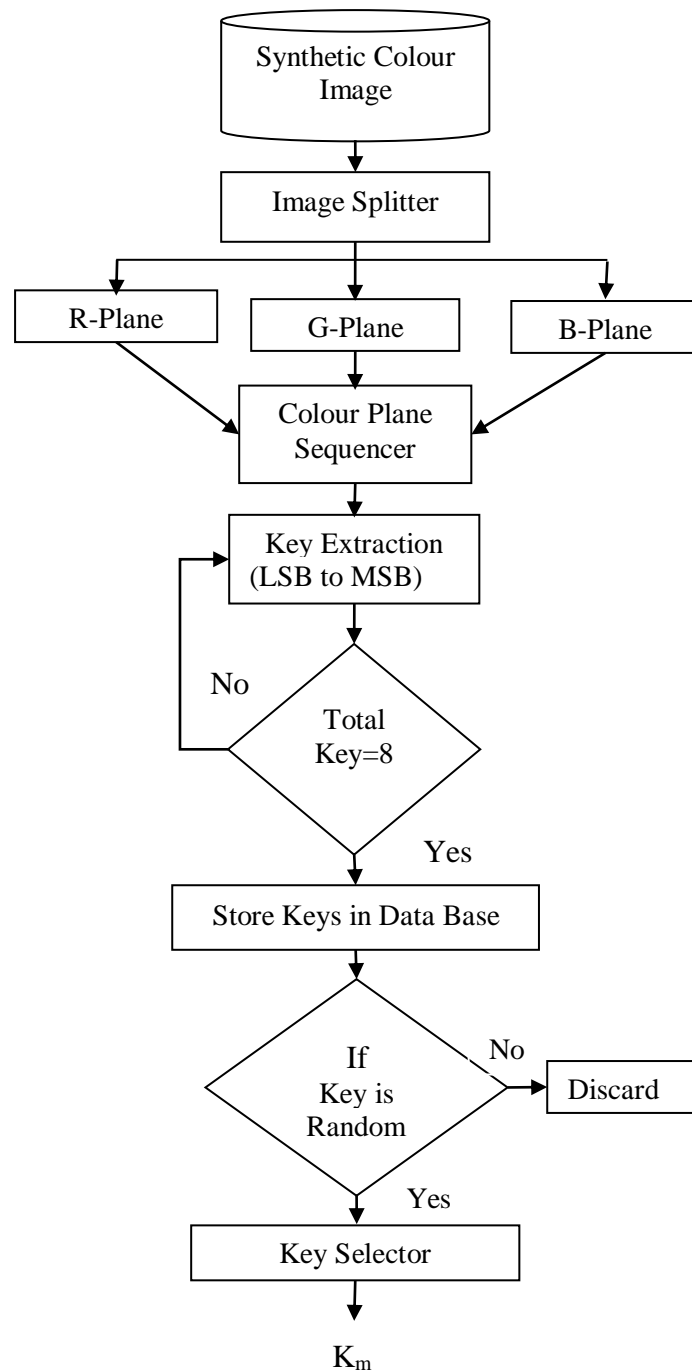 Synthetic Colour
Image
Image Splitter
R-Plane
G-Plane
B-Plane
Colour Plane
Sequencer
Key Extraction
(LSB to MSB)
No
Total
Key=8
Yes
Store Keys in Data Base
If
Key is
Random
No
Discard
Yes
Key Selector
Kₘ